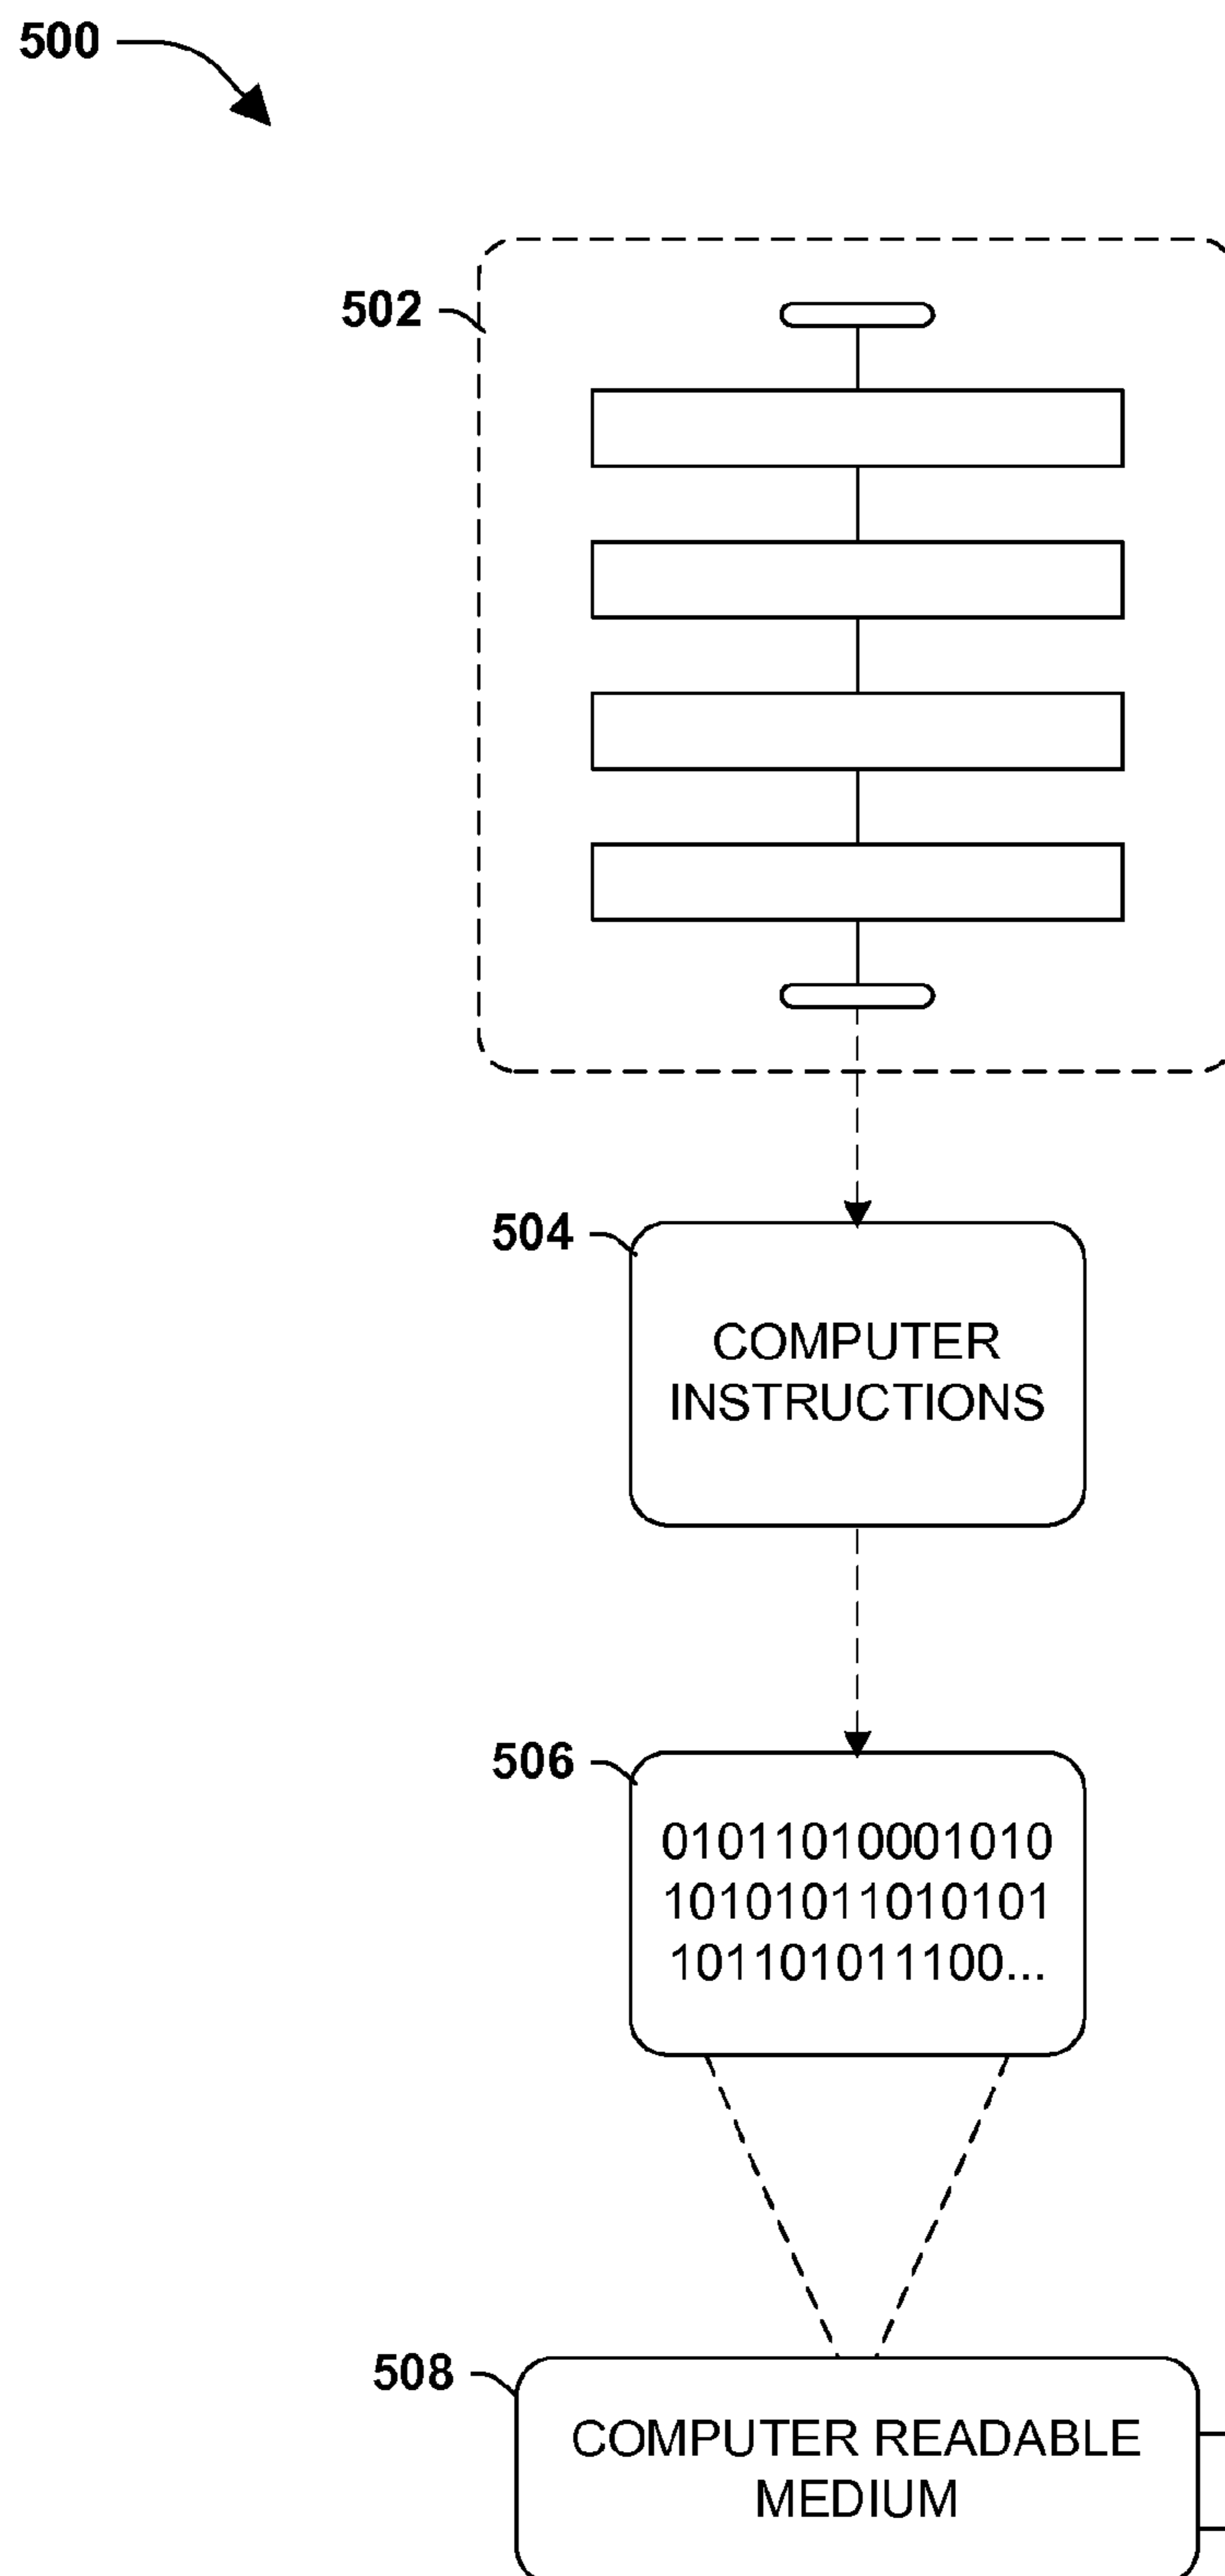 500
502
504
COMPUTER
INSTRUCTIONS
506
01011010001010
10101011010101
101101011100...
508
COMPUTER READABLE
MEDIUM